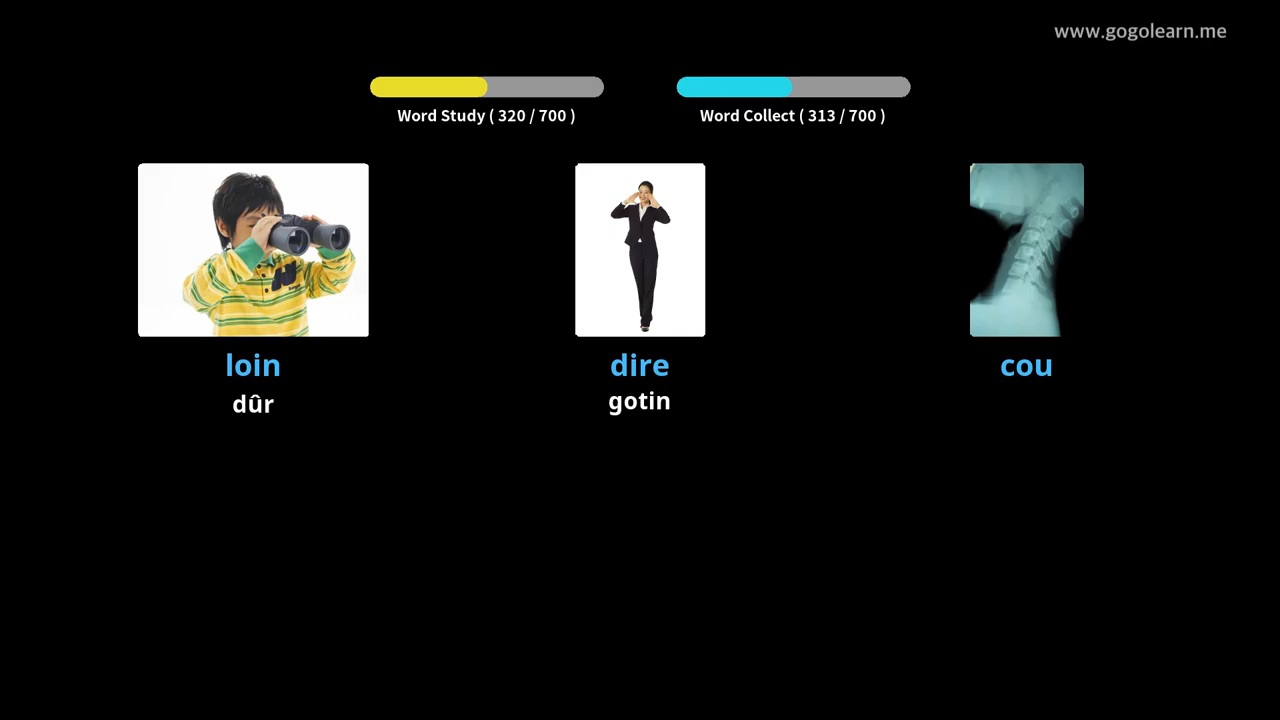 www.gogolearn.me
Word Study ( 320 / 700 )
Word Collect ( 313 / 700 )
loin
dûr
dire
gotin
cou